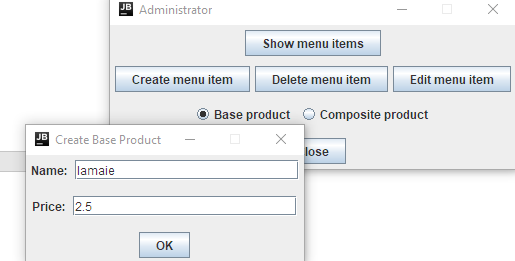 JB Administrator
Show menu items
Create menu item Delete menu item Edit menu item
Base product Composite product
lose
JB Create Base Product
Name: lamaie
Price: 2.5
OK